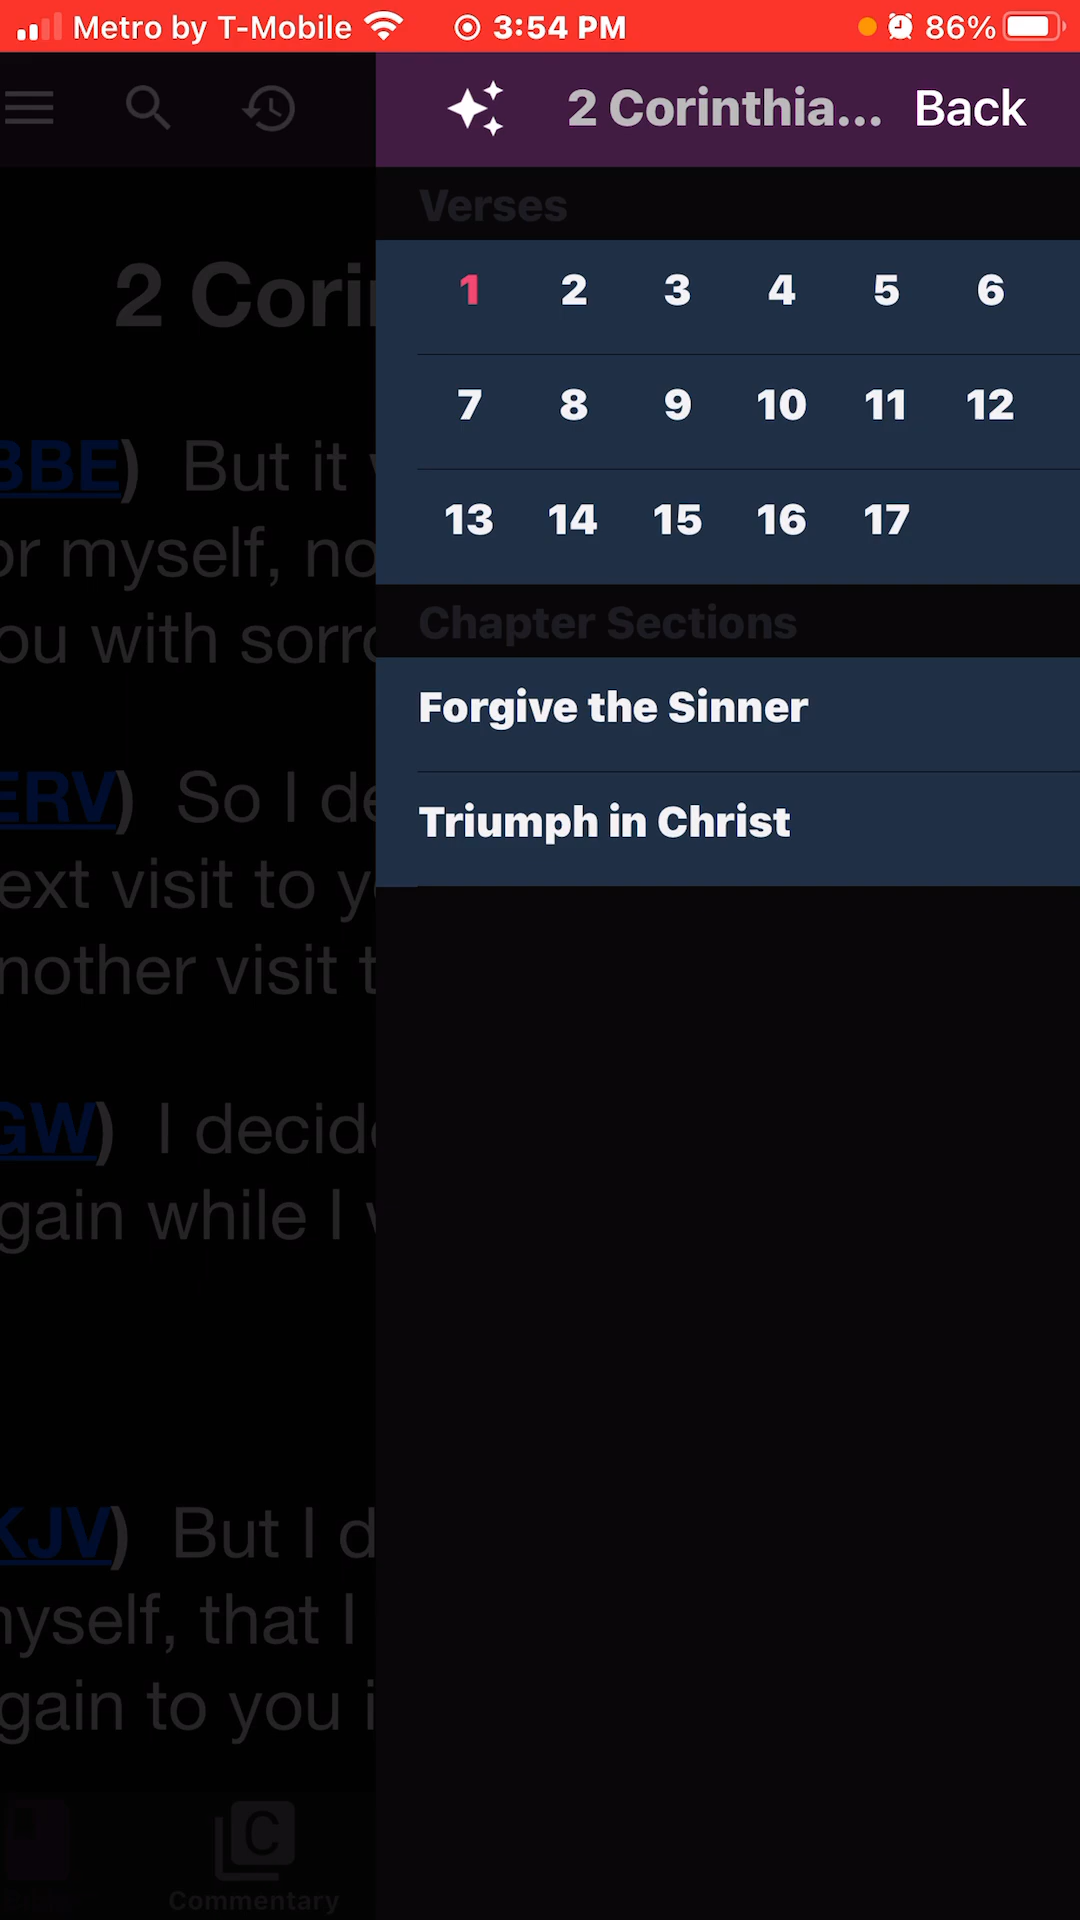 Metro by T-Mobile 3:54 PM 86%
2 Corinthia... Back
Verses
1 2 3 4 5 6
7 8 9 10 11 12
13 14 15 16 17
Chapter Sections
Forgive the Sinner
Triumph in Christ
2 Cori
BBE) But it
or myself, no
ou with sorr
ERV) So I de
ext visit to y
nother visit t
GW) I decid
gain while I
KJV) But I d
myself, that I
gain to you i
C
Commentary